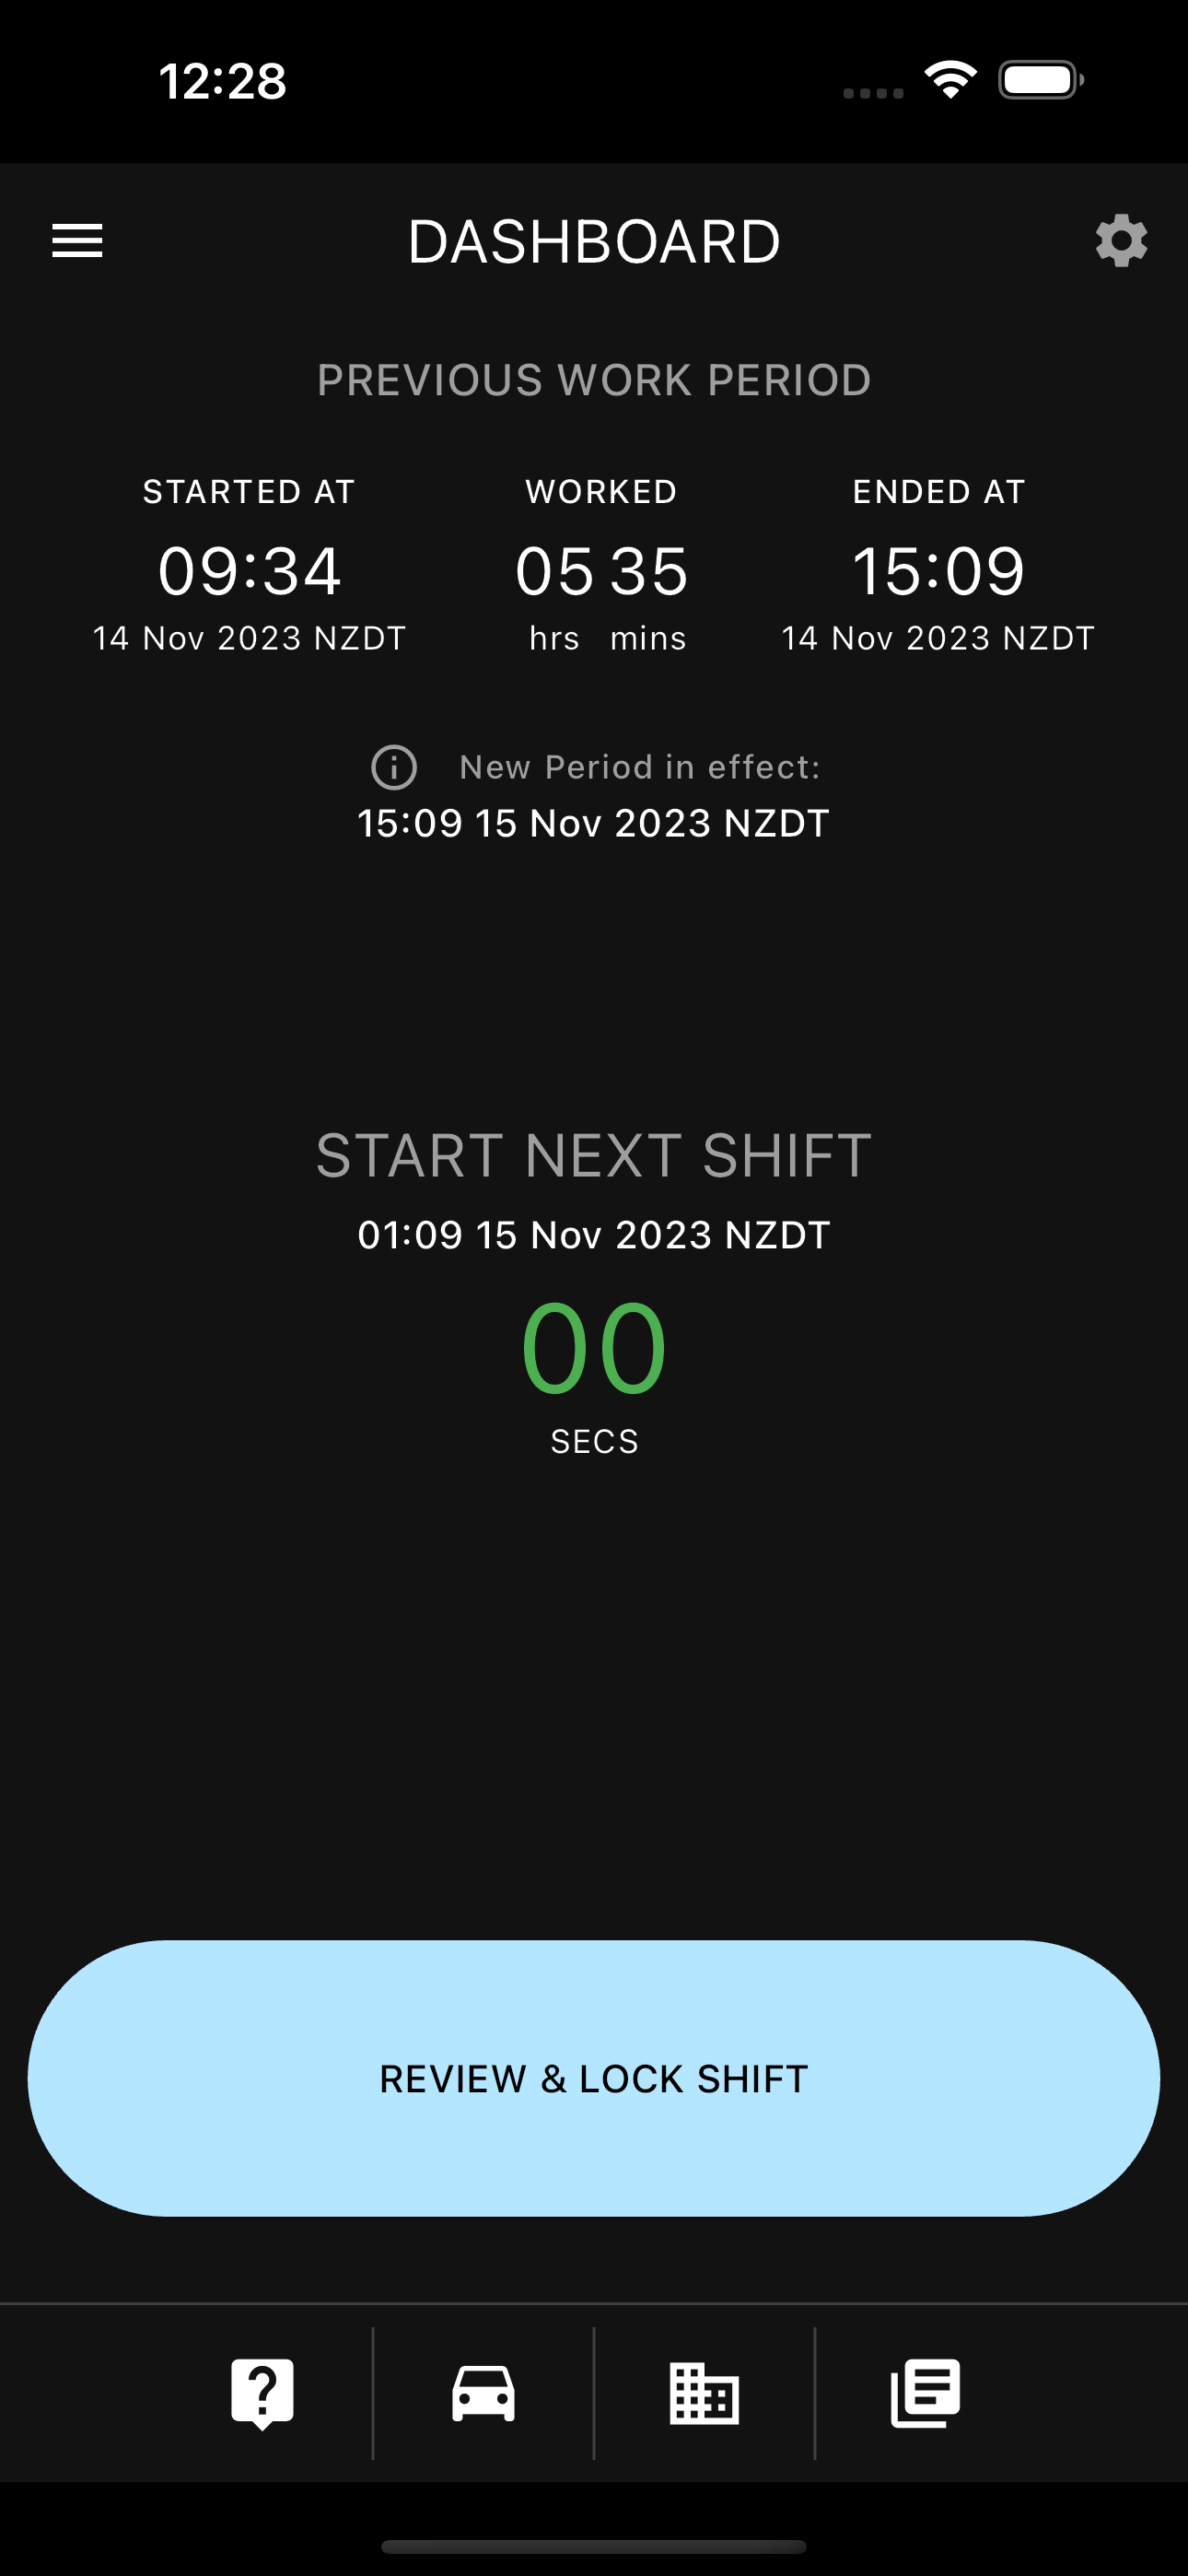 12:28
DASHBOARD
PREVIOUS WORK PERIOD
STARTED AT WORKED ENDED AT
09:34 05 35 15:09
14 Nov 2023 NZDT hrs mins 14 Nov 2023 NZDT
New Period in effect:
15:09 15 Nov 2023 NZDT
START NEXT SHIFT
01:09 15 Nov 2023 NZDT
00
SECS
REVIEW & LOCK SHIFT